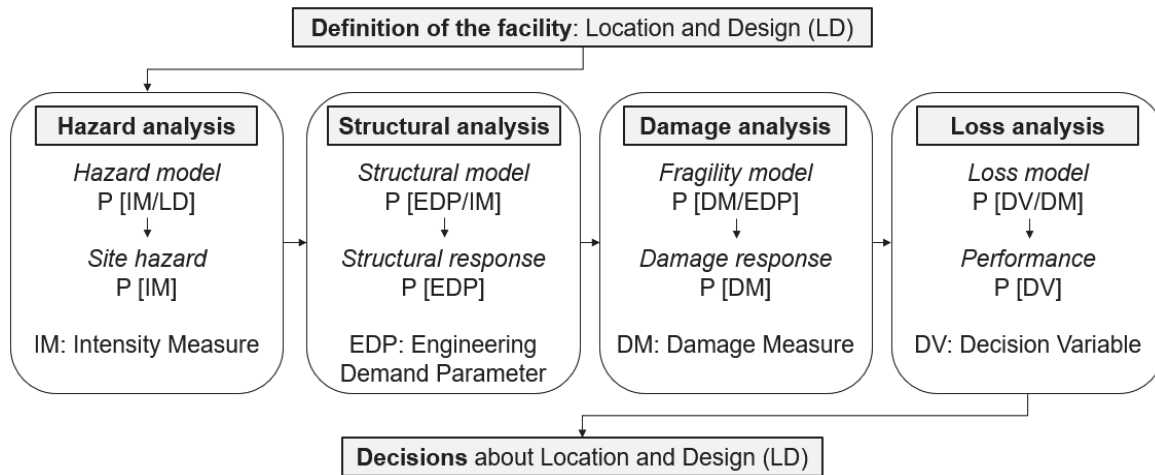 Definition of the facility: Location and Design (LD)
Hazard analysis
Hazard model
P [IM/LD]
Site hazard
P [IM]
IM: Intensity Measure
Structural analysis
Structural model
P [EDP/IM]
Structural response
P [EDP]
EDP: Engineering
Demand Parameter
Damage analysis
Fragility model
P [DM/EDP]
Damage response
P [DM]
DM: Damage Measure
Loss analysis
Loss model
P [DV/DM]
Performance
P [DV]
DV: Decision Variable
Decisions about Location and Design (LD)